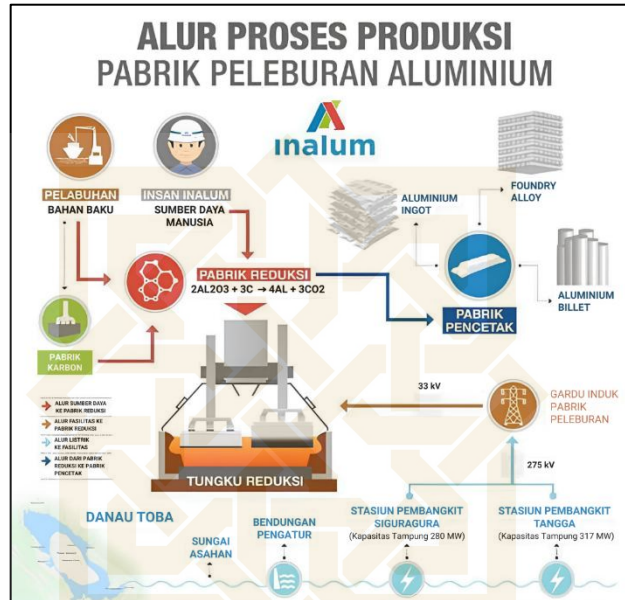 ALUR PROSES PRODUKSI
PABRIK PELEBURAN ALUMINIUM
inalum
PELABUHAN
BAHAN BAKU
INSAN INALUM
SUMBER DAYA
MANUSIA
ALUMINIUM
INGOT
FOUNDRY
ALLOY
PABRIK REDUKSI
2AL2O3 + 3C → 4AL + 3CO2
PABRIK
PENCETAK
ALUMINIUM
BILLET
PABRIK
KARBON
33 kV
GARDU INDUK
PABRIK
PELEBURAN
ALUR SUMBER DAYA
KE PABRIK REDUKSI
ALUR FASILITAS KE
PABRIK REDUKSI
ALUR LISTRIK
KE FASILITAS
ALUR DARI PABRIK
REDUKSI KE PABRIK
PENCETAK
275 kV
TUNGKU REDUKSI
DANAU TOBA
SUNGAI
ASAHAN
BENDUNGAN
PENGATUR
STASIUN PEMBANGKIT
SIGURAGURA
(Kapasitas Tampung 280 MW)
STASIUN PEMBANGKIT
TANGGA
(Kapasitas Tampung 317 MW)